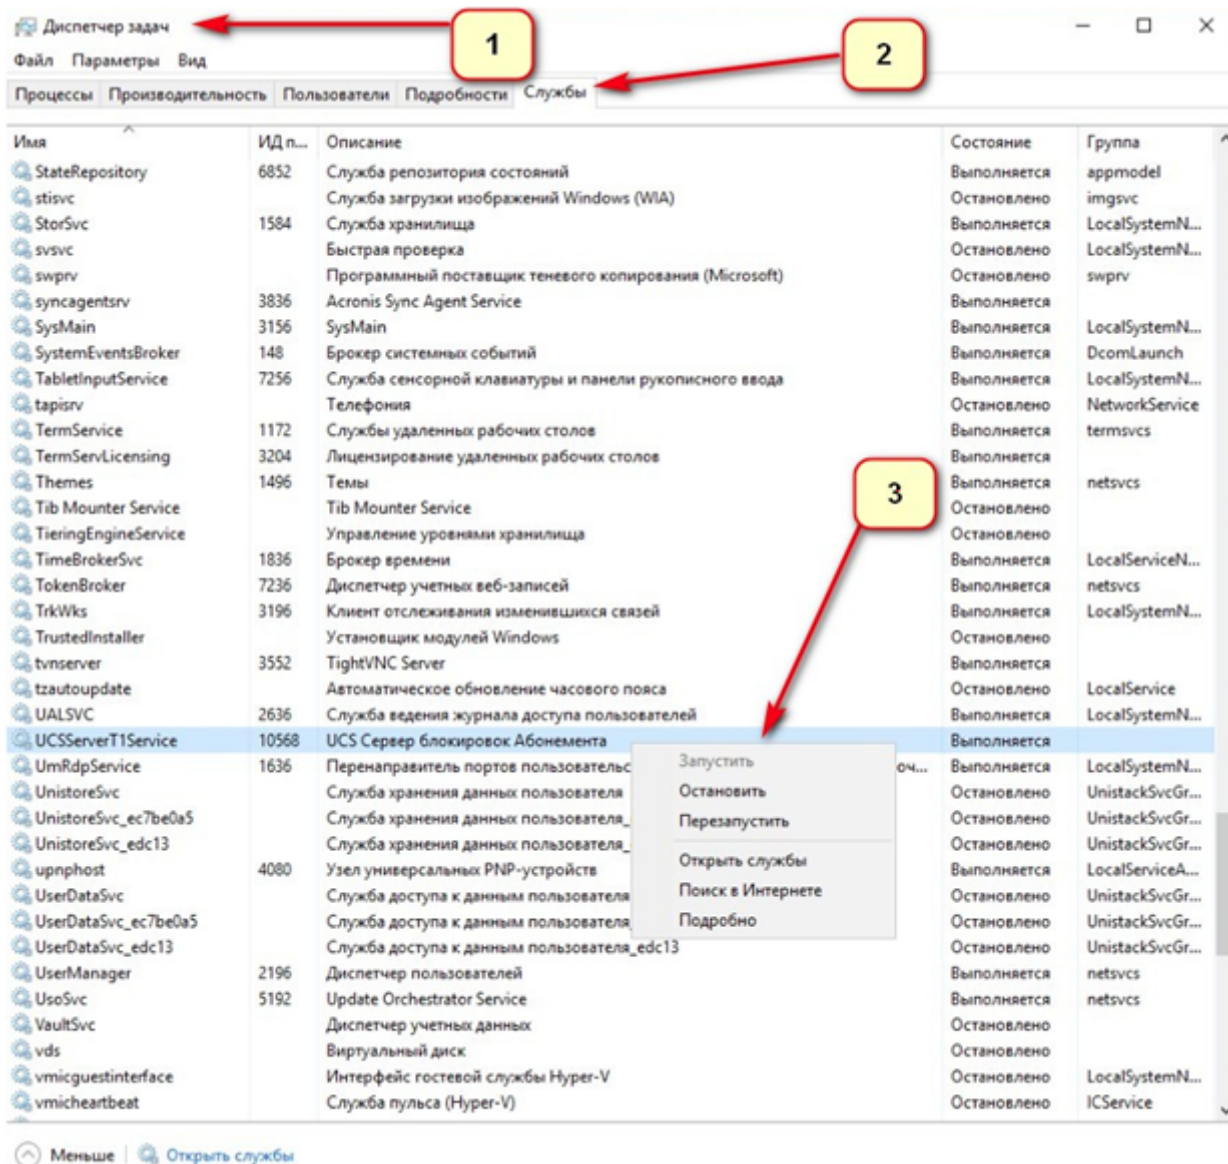 Диспетчер задач
1
2
Файл Параметры Вид
Процессы Производительность Пользователи Подробности Службы
Имя ИД п... Описание Состояние Группа
StateRepository 6852 Служба репозитория состояний Выполняется appmodel
stisvc Служба загрузки изображений Windows (WIA) Остановлено imgsvc
StorSvc 1584 Служба хранилища Выполняется LocalSystemN...
svsvc Быстрая проверка Остановлено LocalSystemN...
swprv Программный поставщик теневого копирования (Microsoft) Остановлено swprv
syncagentsrv 3836 Acronis Sync Agent Service Выполняется
SysMain 3156 SysMain Выполняется LocalSystemN...
SystemEventsBroker 148 Брокер системных событий Выполняется DcomLaunch
TabletInputService 7256 Служба сенсорной клавиатуры и панели рукописного ввода Выполняется LocalSystemN...
tapisrv Телефония Остановлено NetworkService
TermService 1172 Службы удаленных рабочих столов Выполняется termsvcs
TermServLicensing 3204 Лицензирование удаленных рабочих столов Выполняется
Themes 1496 Темы Выполняется netsvcs
3
Tib Mounter Service Tib Mounter Service Остановлено
TieringEngineService Управление уровнями хранилища Остановлено
TimeBrokerSvc 1836 Брокер времени Выполняется LocalServiceN...
TokenBroker 7236 Диспетчер учетных веб-записей Выполняется netsvcs
TrkWks 3196 Клиент отслеживания изменившихся связей Выполняется LocalSystemN...
TrustedInstaller Установщик модулей Windows Остановлено
tvnserver 3552 TightVNC Server Выполняется
tzautoupdate Автоматическое обновление часового пояса Остановлено LocalService
UALSVC 2636 Служба ведения журнала доступа пользователей Выполняется LocalSystemN...
UCSServerT1Service 10568 UCS Сервер блокировок Абонемента Выполняется
UmRdpService 1636 Перенаправитель портов пользовательс оч... Выполняется LocalSystemN...
UnistoreSvc Служба хранения данных пользователя Остановлено UnistackSvcGr...
UnistoreSvc_ec7be0a5 Служба хранения данных пользователя_ Остановлено UnistackSvcGr...
UnistoreSvc_edc13 Служба хранения данных пользователя_ Остановлено UnistackSvcGr...
upnphost 4080 Узел универсальных PNP-устройств Выполняется LocalServiceA...
UserDataSvc Служба доступа к данным пользователя Остановлено UnistackSvcGr...
UserDataSvc_ec7be0a5 Служба доступа к данным пользователя_ Остановлено UnistackSvcGr...
UserDataSvc_edc13 Служба доступа к данным пользователя_edc13 Остановлено UnistackSvcGr...
Запустить
Остановить
Перезапустить
Открыть службы
Поиск в Интернете
Подробно
UserManager 2196 Диспетчер пользователей Выполняется netsvcs
UsoSvc 5192 Update Orchestrator Service Выполняется netsvcs
VaultSvc Диспетчер учетных данных Остановлено
vds Виртуальный диск Остановлено
vmicguestinterface Интерфейс гостевой службы Hyper-V Остановлено LocalSystemN...
vmicheartbeat Служба пульса (Hyper-V) Остановлено ICService
Меньше Открыть службы